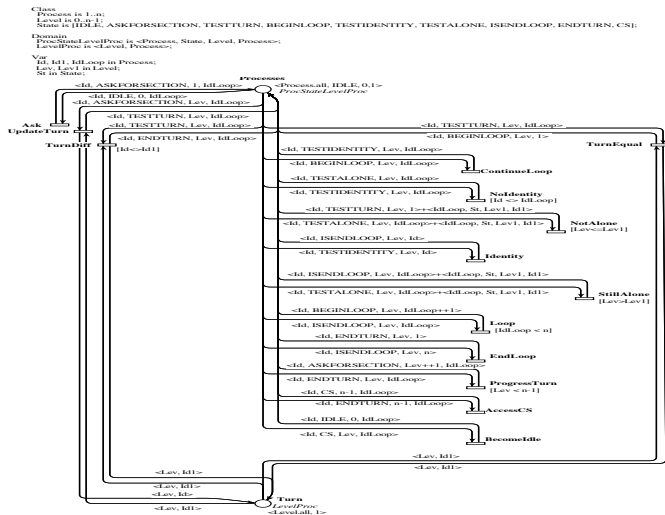 Class
Process is 1..n;
Level is 0..n-1;
State is [IDLE, ASKFORSECTION, TESTTURN, BEGINLOOP, TESTIDENTITY, TESTALONE, ISENDLOOP, ENDTURN, CS];
Domain
ProcStateLevelProc is <Process, State, Level, Process>;
LevelProc is <Level, Process>;
Var
Id, Id1, IdLoop in Process;
Lev, Lev1 in Level;
St in State;
Processes
<Process.all, IDLE, 0,1>
ProcStateLevelProc
<Id, ASKFORSECTION, 1, IdLoop>
<Id, IDLE, 0, IdLoop>
<Id, ASKFORSECTION, Lev, IdLoop>
<Id, TESTTURN, Lev, IdLoop>
Ask
<Id, TESTTURN, Lev, IdLoop>
<Id, TESTTURN, Lev, IdLoop>
UpdateTurn
<Id, ENDTURN, Lev, IdLoop>
<Id, BEGINLOOP, Lev, 1>
TurnDiff
[Id<>Id1]
TurnEqual
<Id, TESTIDENTITY, Lev, IdLoop>
<Id, BEGINLOOP, Lev, IdLoop>
ContinueLoop
<Id, TESTALONE, Lev, IdLoop>
<Id, TESTIDENTITY, Lev, IdLoop>
NoIdentity
[Id <> IdLoop]
<Id, TESTTURN, Lev, 1>+<IdLoop, St, Lev1, Id1>
<Id, TESTALONE, Lev, IdLoop>+<IdLoop, St, Lev1, Id1>
NotAlone
[Lev<=Lev1]
<Id, ISENDLOOP, Lev, Id>
<Id, TESTIDENTITY, Lev, Id>
Identity
<Id, ISENDLOOP, Lev, IdLoop>+<IdLoop, St, Lev1, Id1>
<Id, TESTALONE, Lev, IdLoop>+<IdLoop, St, Lev1, Id1>
StillAlone
[Lev>Lev1]
<Id, BEGINLOOP, Lev, IdLoop++1>
<Id, ISENDLOOP, Lev, IdLoop>
Loop
[IdLoop < n]
<Id, ENDTURN, Lev, 1>
<Id, ISENDLOOP, Lev, n>
EndLoop
<Id, ASKFORSECTION, Lev++1, IdLoop>
<Id, ENDTURN, Lev, IdLoop>
ProgressTurn
[Lev < n-1]
<Id, CS, n-1, IdLoop>
<Id, ENDTURN, n-1, IdLoop>
AccessCS
<Id, IDLE, 0, IdLoop>
<Id, CS, Lev, IdLoop>
BecomeIdle
<Lev, Id1>
<Lev, Id1>
<Lev, Id1>
<Lev, Id1>
<Lev, Id>
<Lev, Id1>
Turn
LevelProc
<Level.all, 1>